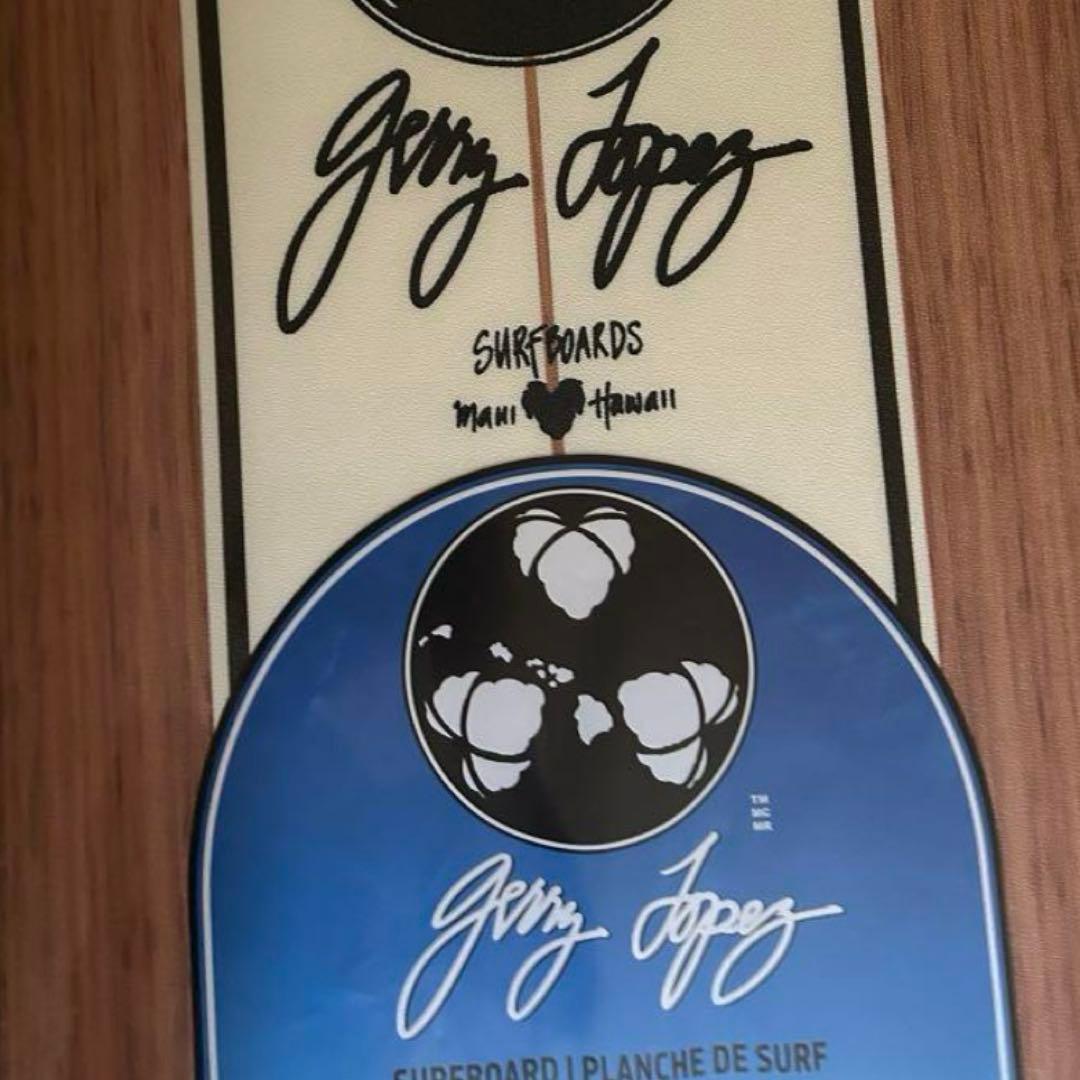 Gerry Lopez
SURFBOARDS
Maui Hawaii
TM
MC
MR
Gerry Lopez
SURFBOARD | PLANCHE DE SURF